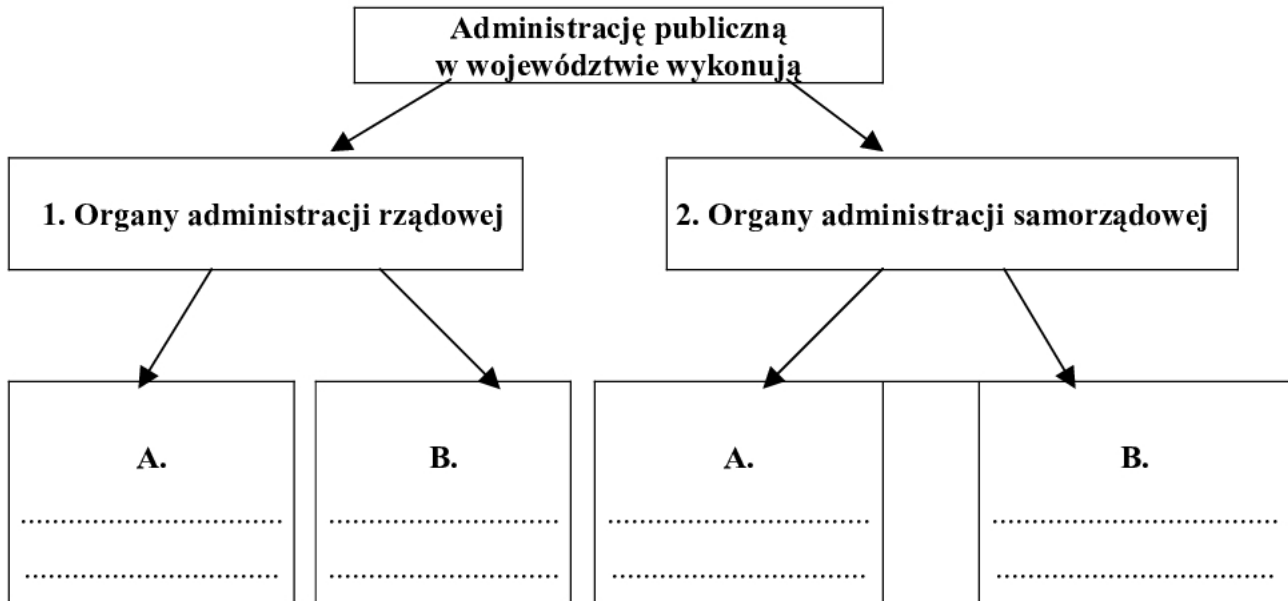 Administrację publiczną
w województwie wykonują
1. Organy administracji rządowej
2. Organy administracji samorządowej
A.
..................................
..................................
B.
..............................
..............................
A.
..................................
..................................
B.
.....................................
.....................................